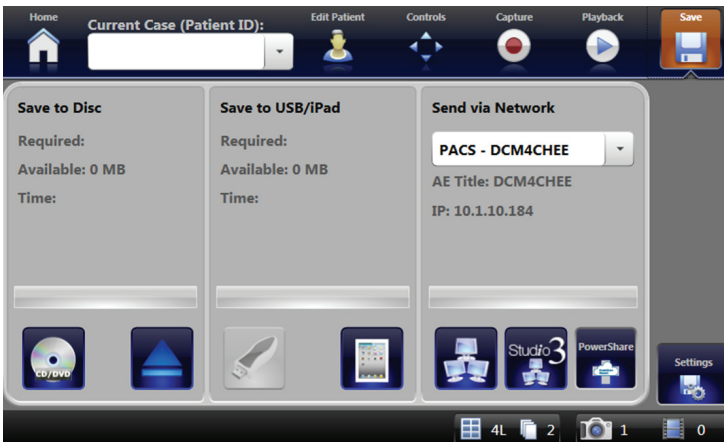 Home
Current Case (Patient ID):
Edit Patient
Controls
Capture
Playback
Save
Save to Disc
Required:
Available: 0 MB
Time:
CD/DVD
Save to USB/iPad
Required:
Available: 0 MB
Time:
Send via Network
PACS - DCM4CHEE
AE Title: DCM4CHEE
IP: 10.1.10.184
Studio3
PowerShare
Settings
4L 2 1 0